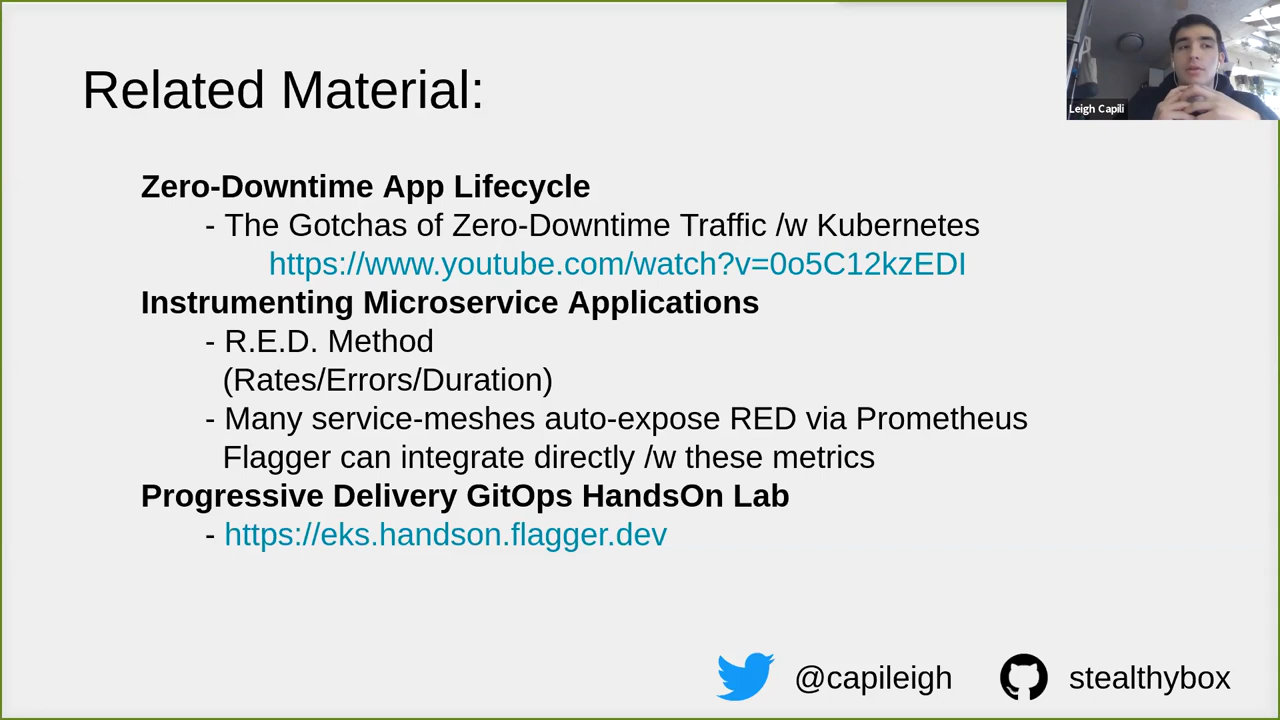 Related Material:
Leigh Capili
Zero-Downtime App Lifecycle
- The Gotchas of Zero-Downtime Traffic /w Kubernetes
https://www.youtube.com/watch?v=0o5C12kzEDI
Instrumenting Microservice Applications
- R.E.D. Method
(Rates/Errors/Duration)
- Many service-meshes auto-expose RED via Prometheus
Flagger can integrate directly /w these metrics
Progressive Delivery GitOps HandsOn Lab
- https://eks.handson.flagger.dev
@capileigh
stealthybox